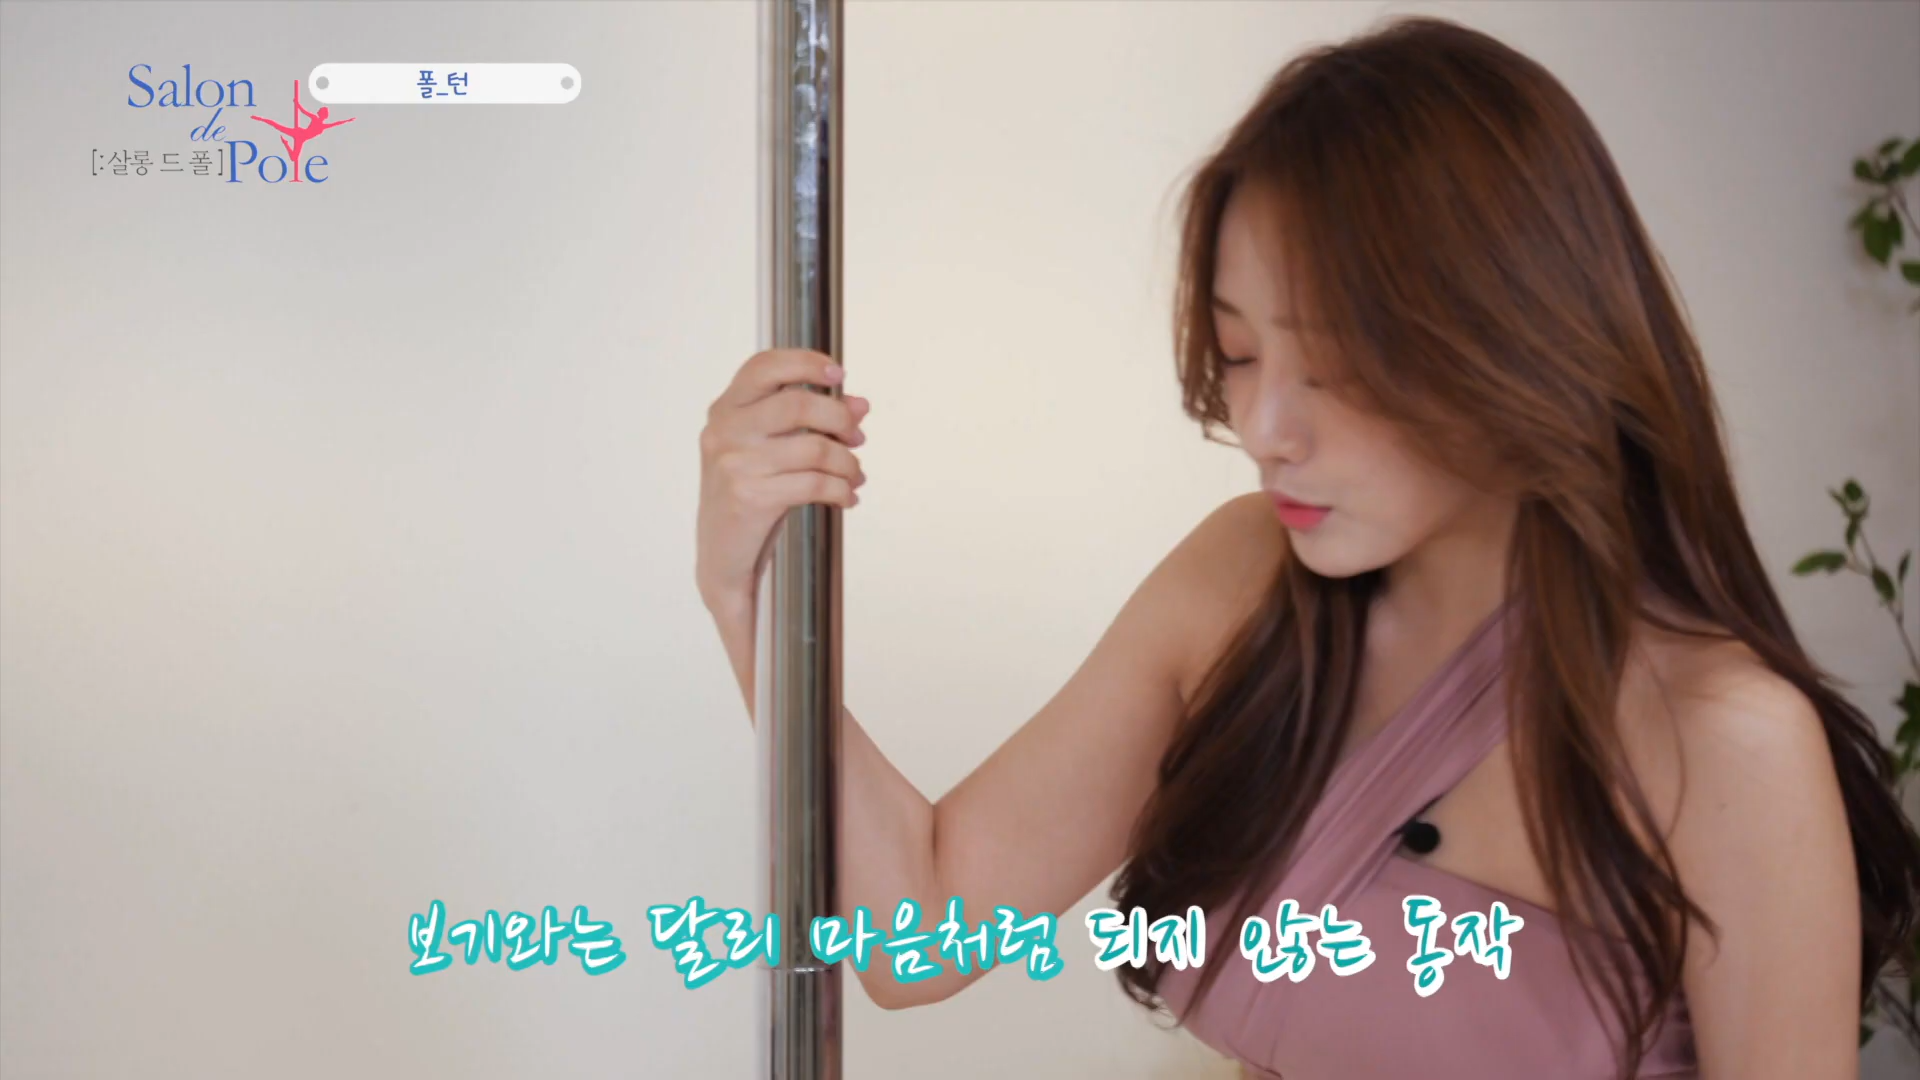 Salon
de
[:살롱 드 폴]Pole
폴_턴
보기와는 달리 마음처럼 되지 않는 동작